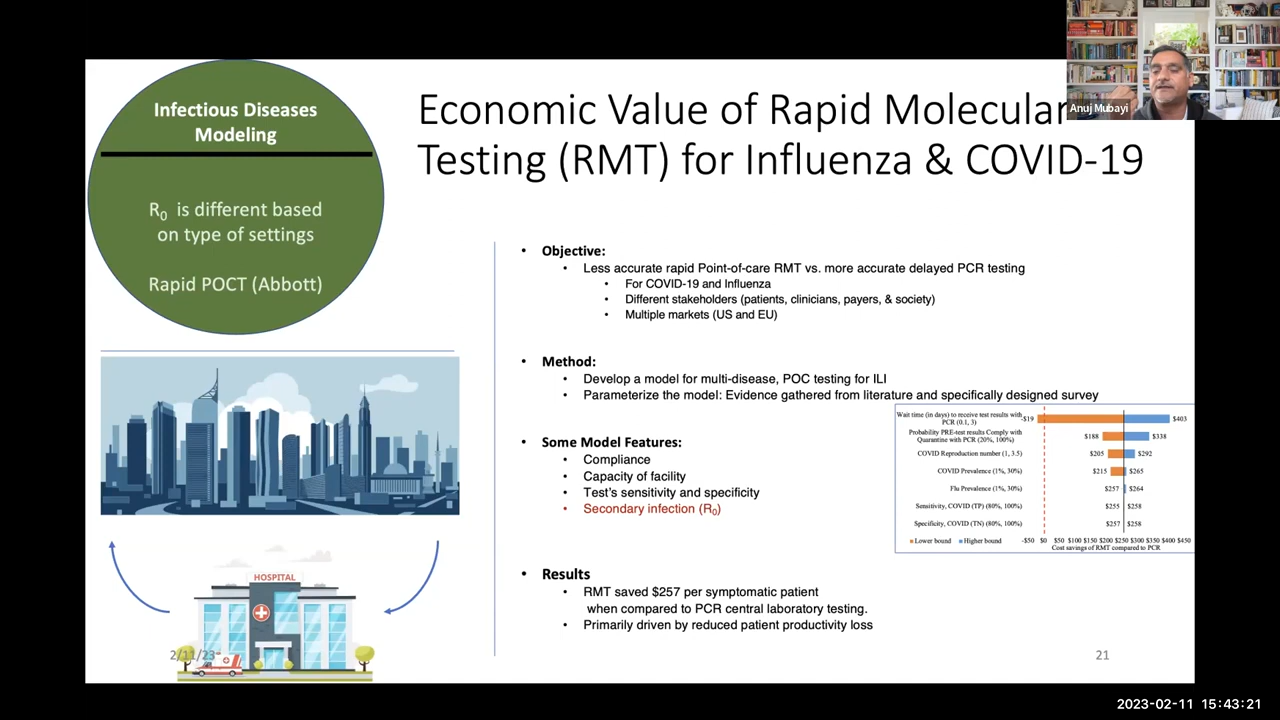 Anuj Mubayi
Infectious Diseases
Modeling
R0 is different based
on type of settings
Rapid POCT (Abbott)
Economic Value of Rapid Molecular
Testing (RMT) for Influenza & COVID-19
• Objective:
• Less accurate rapid Point-of-care RMT vs. more accurate delayed PCR testing
• For COVID-19 and Influenza
• Different stakeholders (patients, clinicians, payers, & society)
• Multiple markets (US and EU)
• Method:
• Develop a model for multi-disease, POC testing for ILI
• Parameterize the model: Evidence gathered from literature and specifically designed survey
• Some Model Features:
• Compliance
• Capacity of facility
• Test's sensitivity and specificity
• Secondary infection (R0)
Wait time (in days) to receive test results with
PCR (0.1, 3)
-$19 $403
Probability PRE-test results Comply with
Quarantine with PCR (20%, 100%)
$188 $338
COVID Reproduction number (1, 3.5) $205 $292
COVID Prevalence (1%, 30%) $215 $265
Flu Prevalence (1%, 30%) $257 $264
Sensitivity, COVID (TP) (80%, 100%) $255 $258
Specificity, COVID (TN) (80%, 100%) $257 $258
Lower bound Higher bound
-$50 $0 $50 $100 $150 $200 $250 $300 $350 $400 $450
Cost savings of RMT compared to PCR
• Results
• RMT saved $257 per symptomatic patient
when compared to PCR central laboratory testing.
• Primarily driven by reduced patient productivity loss
HOSPITAL
2/11/23
21
2023-02-11 15:43:21